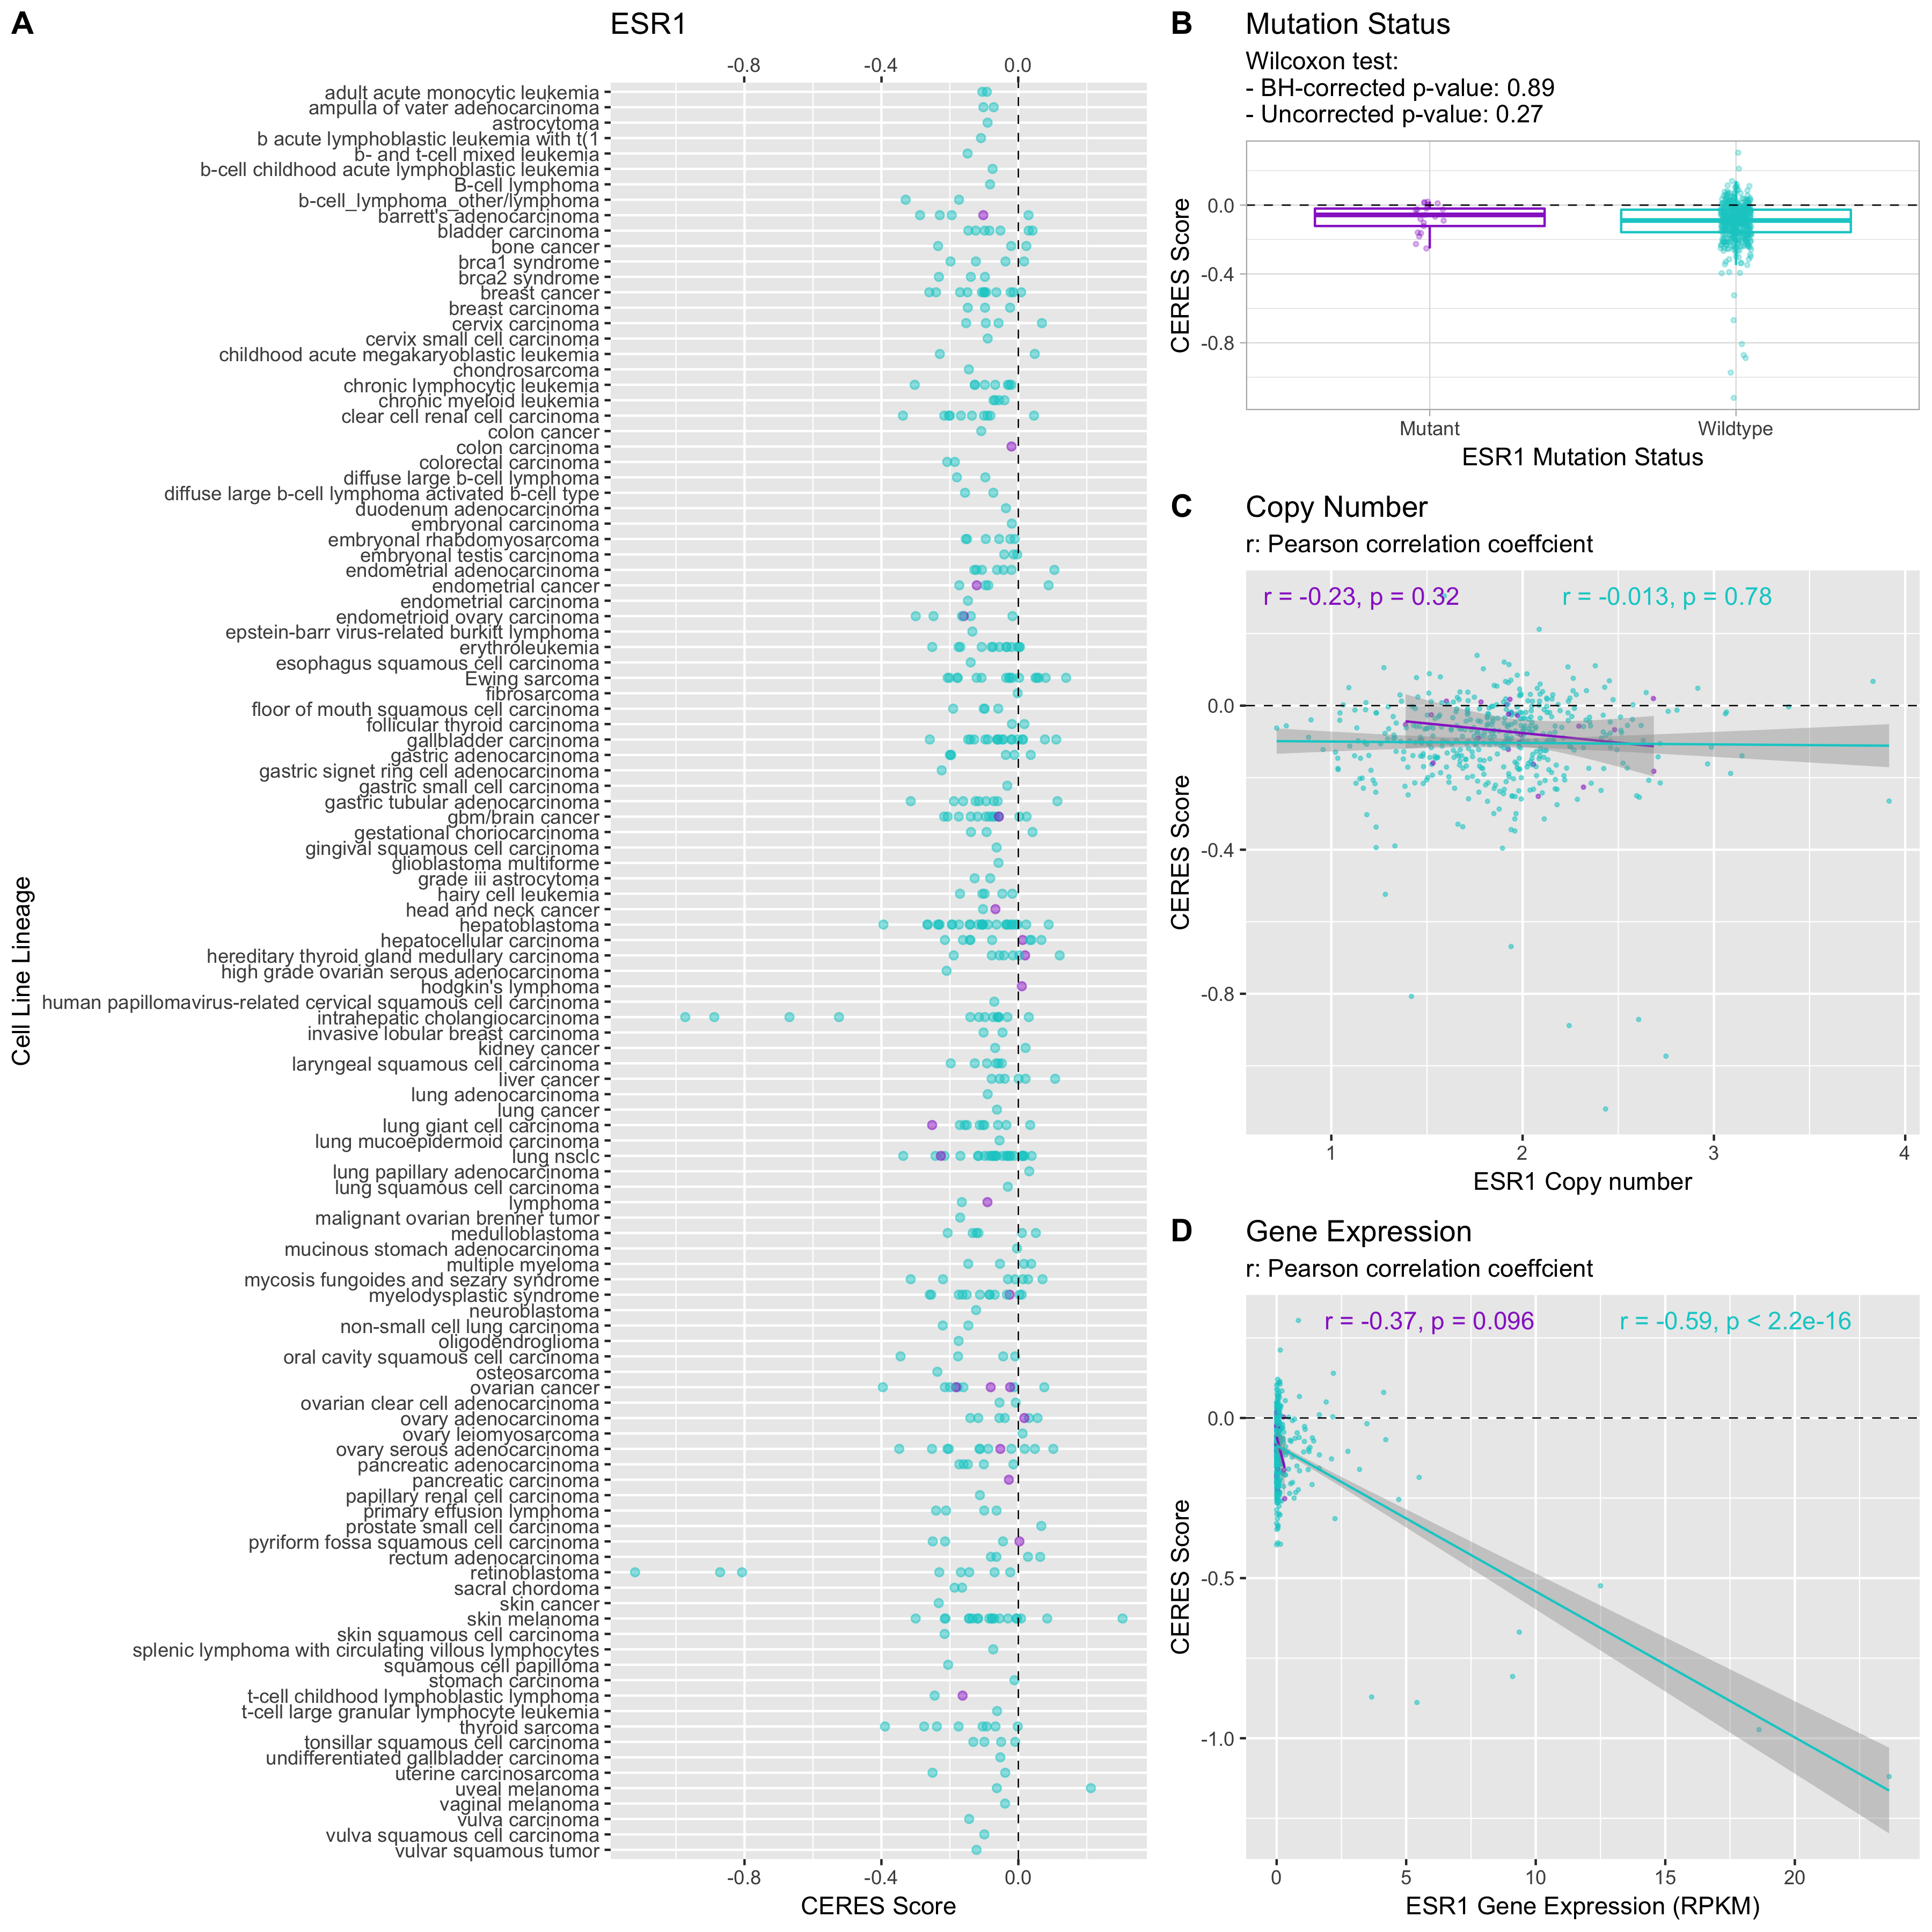 A
ESR1
-0.8 -0.4 0.0
Cell Line Lineage
adult acute monocytic leukemia
ampulla of vater adenocarcinoma
astrocytoma
b acute lymphoblastic leukemia with t(1
b- and t-cell mixed leukemia
b-cell childhood acute lymphoblastic leukemia
B-cell lymphoma
b-cell_lymphoma_other/lymphoma
barrett's adenocarcinoma
bladder carcinoma
bone cancer
brca1 syndrome
brca2 syndrome
breast cancer
breast carcinoma
cervix carcinoma
cervix small cell carcinoma
childhood acute megakaryoblastic leukemia
chondrosarcoma
chronic lymphocytic leukemia
chronic myeloid leukemia
clear cell renal cell carcinoma
colon cancer
colon carcinoma
colorectal carcinoma
diffuse large b-cell lymphoma
diffuse large b-cell lymphoma activated b-cell type
duodenum adenocarcinoma
embryonal carcinoma
embryonal rhabdomyosarcoma
embryonal testis carcinoma
endometrial adenocarcinoma
endometrial cancer
endometrial carcinoma
endometrioid ovary carcinoma
epstein-barr virus-related burkitt lymphoma
erythroleukemia
esophagus squamous cell carcinoma
Ewing sarcoma
fibrosarcoma
floor of mouth squamous cell carcinoma
follicular thyroid carcinoma
gallbladder carcinoma
gastric adenocarcinoma
gastric signet ring cell adenocarcinoma
gastric small cell carcinoma
gastric tubular adenocarcinoma
gbm/brain cancer
gestational choriocarcinoma
gingival squamous cell carcinoma
glioblastoma multiforme
grade iii astrocytoma
hairy cell leukemia
head and neck cancer
hepatoblastoma
hepatocellular carcinoma
hereditary thyroid gland medullary carcinoma
high grade ovarian serous adenocarcinoma
hodgkin's lymphoma
human papillomavirus-related cervical squamous cell carcinoma
intrahepatic cholangiocarcinoma
invasive lobular breast carcinoma
kidney cancer
laryngeal squamous cell carcinoma
liver cancer
lung adenocarcinoma
lung cancer
lung giant cell carcinoma
lung mucoepidermoid carcinoma
lung nsclc
lung papillary adenocarcinoma
lung squamous cell carcinoma
lymphoma
malignant ovarian brenner tumor
medulloblastoma
mucinous stomach adenocarcinoma
multiple myeloma
mycosis fungoides and sezary syndrome
myelodysplastic syndrome
neuroblastoma
non-small cell lung carcinoma
oligodendroglioma
oral cavity squamous cell carcinoma
osteosarcoma
ovarian cancer
ovarian clear cell adenocarcinoma
ovary adenocarcinoma
ovary leiomyosarcoma
ovary serous adenocarcinoma
pancreatic adenocarcinoma
pancreatic carcinoma
papillary renal cell carcinoma
primary effusion lymphoma
prostate small cell carcinoma
pyriform fossa squamous cell carcinoma
rectum adenocarcinoma
retinoblastoma
sacral chordoma
skin cancer
skin melanoma
skin squamous cell carcinoma
splenic lymphoma with circulating villous lymphocytes
squamous cell papilloma
stomach carcinoma
t-cell childhood lymphoblastic lymphoma
t-cell large granular lymphocyte leukemia
thyroid sarcoma
tonsillar squamous cell carcinoma
undifferentiated gallbladder carcinoma
uterine carcinosarcoma
uveal melanoma
vaginal melanoma
vulva carcinoma
vulva squamous cell carcinoma
vulvar squamous tumor
-0.8 -0.4 0.0
CERES Score
B
Mutation Status
Wilcoxon test:
- BH-corrected p-value: 0.89
- Uncorrected p-value: 0.27
CERES Score
0.0
-0.4
-0.8
Mutant Wildtype
ESR1 Mutation Status
C
Copy Number
r: Pearson correlation coeffcient
r = -0.23, p = 0.32 r = -0.013, p = 0.78
CERES Score
0.0
-0.4
-0.8
1 2 3 4
ESR1 Copy number
D
Gene Expression
r: Pearson correlation coeffcient
r = -0.37, p = 0.096 r = -0.59, p < 2.2e-16
CERES Score
0.0
-0.5
-1.0
0 5 10 15 20
ESR1 Gene Expression (RPKM)